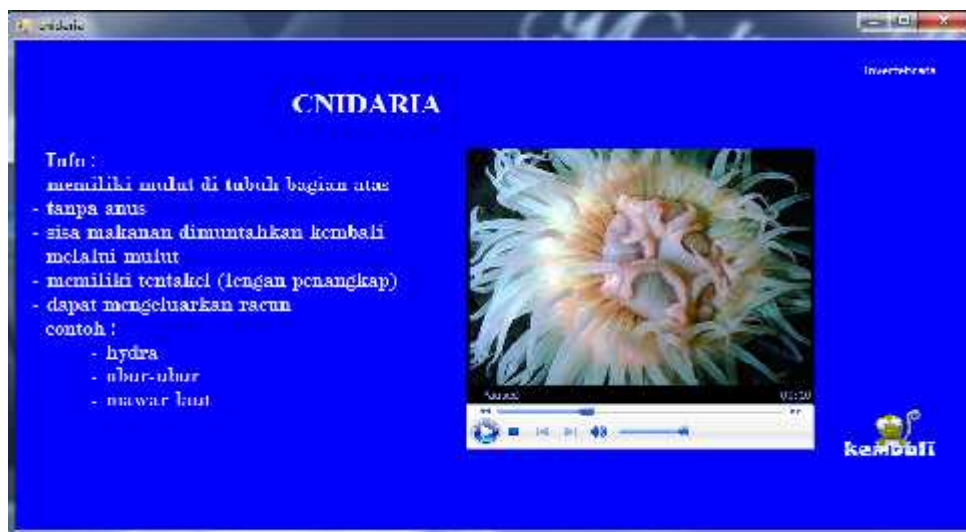 cnidaria
Invertebrata
CNIDARIA
Info :
memiliki mulut di tubuh bagian atas
- tanpa anus
- sisa makanan dimuntahkan kembali
melalui mulut
- memiliki tentakel (lengan penangkap)
- dapat mengeluarkan racun
contoh :
- hydra
- ubur-ubur
- mawar laut
Paused
kembali